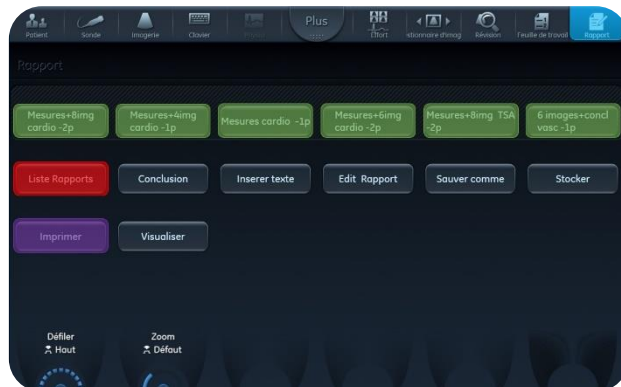 Patient
Sonde
Imagerie
Clavier
Plus
Effort
stionnaire d'imag
Révision
Feuille de travail
Rapport
Rapport
Mesures+8img
cardio -2p
Mesures+4img
cardio -1p
Mesures cardio -1p
Mesures+6img
cardio -2p
Mesures+8img TSA
-2p
6 images+concl
vasc -1p
Liste Rapports
Conclusion
Inserer texte
Edit Rapport
Sauver comme
Stocker
Imprimer
Visualiser
Défiler
Haut
Zoom
Défaut